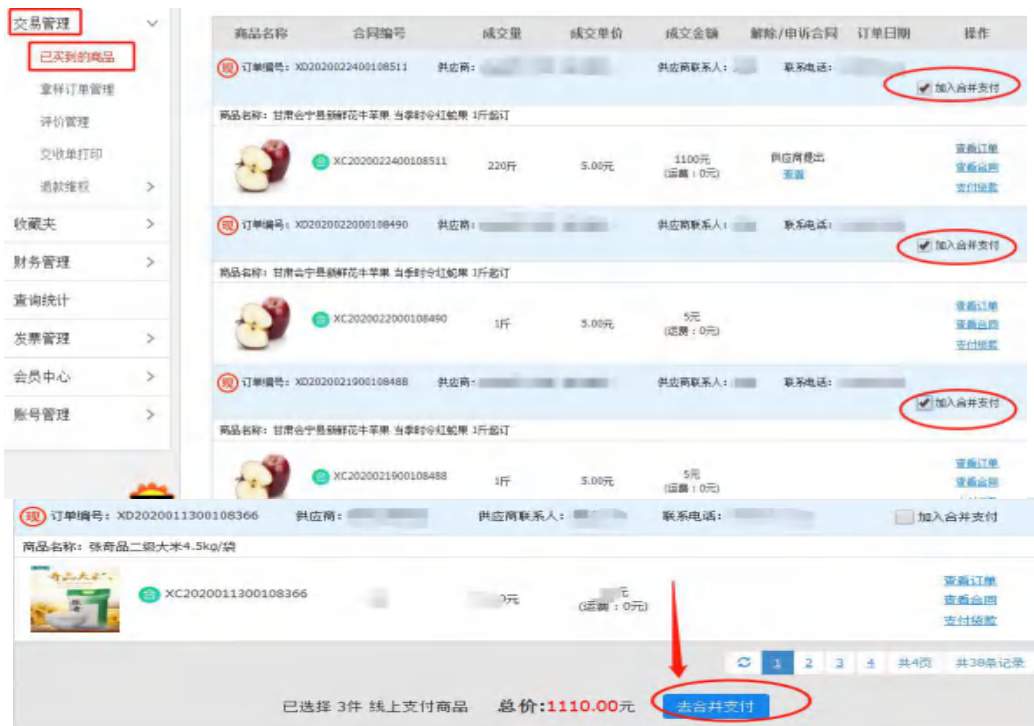 交易管理
已买到的商品
拿样订单管理
评价管理
交收单打印
退款维权
收藏夹
财务管理
查询统计
发票管理
会员中心
账号管理
商品名称 合同编号 成交量 成交单价 成交金额 解除/申诉合同 订单日期 操作
现 订单编号：XD2020022400108511 供应商： 供应商联系人： 联系电话：
加入合并支付
商品名称：甘肃会宁县新鲜花牛苹果 当季时令红蛇果 1斤起订
合 XC2020022400108511 220斤 5.00元 1100元 (运费：0元) 供应商提出 查看 查看订单 查看合同 支付货款
现 订单编号：XD2020022000108490 供应商： 供应商联系人： 联系电话：
加入合并支付
商品名称：甘肃会宁县新鲜花牛苹果 当季时令红蛇果 1斤起订
合 XC2020022000108490 1斤 5.00元 5元 (运费：0元) 查看订单 查看合同 支付货款
现 订单编号：XD2020021900108488 供应商： 供应商联系人： 联系电话：
加入合并支付
商品名称：甘肃会宁县新鲜花牛苹果 当季时令红蛇果 1斤起订
合 XC2020021900108488 1斤 5.00元 5元 (运费：0元) 查看订单 查看合同
现 订单编号：XD2020011300108366 供应商： 供应商联系人： 联系电话：
加入合并支付
商品名称：张奇品二级大米4.5kg/袋
合 XC2020011300108366 元 元 (运费：0元) 查看订单 查看合同 支付货款
1 2 3 4 共4页 共38条记录
已选择 3件 线上支付商品 总价:1110.00元 去合并支付